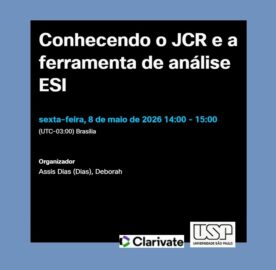 Conhecendo o JCR e a
ferramenta de análise
ESI
sexta-feira, 8 de maio de 2026 14:00 - 15:00
(UTC-03:00) Brasília
Organizador
Assis Dias (Dias), Deborah
Clarivate
USP
UNIVERSIDADE DE SÃO PAULO